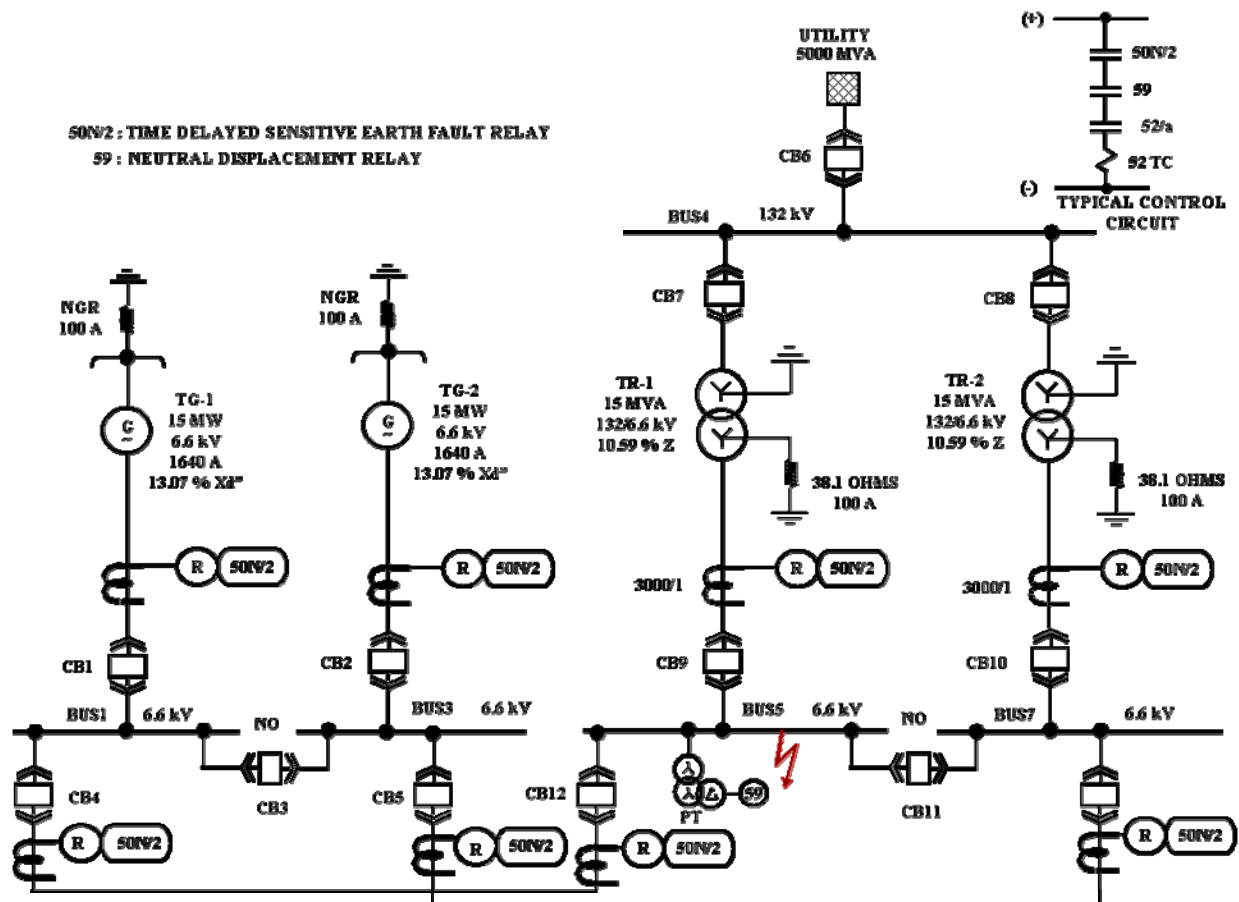 UTILITY
5000 MVA
(+)
50N/2
59
52/a
52 TC
(-)
TYPICAL CONTROL
CIRCUIT
50N/2 : TIME DELAYED SENSITIVE EARTH FAULT RELAY
59 : NEUTRAL DISPLACEMENT RELAY
CB6
BUS4
132 kV
NGR
100 A
NGR
100 A
CB7
CB8
TG-1
15 MW
6.6 kV
1640 A
13.07 % Xd"
G
~
TG-2
15 MW
6.6 kV
1640 A
13.07 % Xd"
G
~
TR-1
15 MVA
132/6.6 kV
10.59 % Z
Y
Y
38.1 OHMS
100 A
TR-2
15 MVA
132/6.6 kV
10.59 % Z
Y
Y
38.1 OHMS
100 A
R
50N/2
R
50N/2
3000/1
R
50N/2
3000/1
R
50N/2
CB1
CB2
CB9
CB10
BUS1
6.6 kV
NO
BUS3
6.6 kV
BUS5
6.6 kV
NO
BUS7
6.6 kV
CB4
CB3
CB5
CB12
59
PT
CB11
R
50N/2
R
50N/2
R
50N/2
R
50N/2